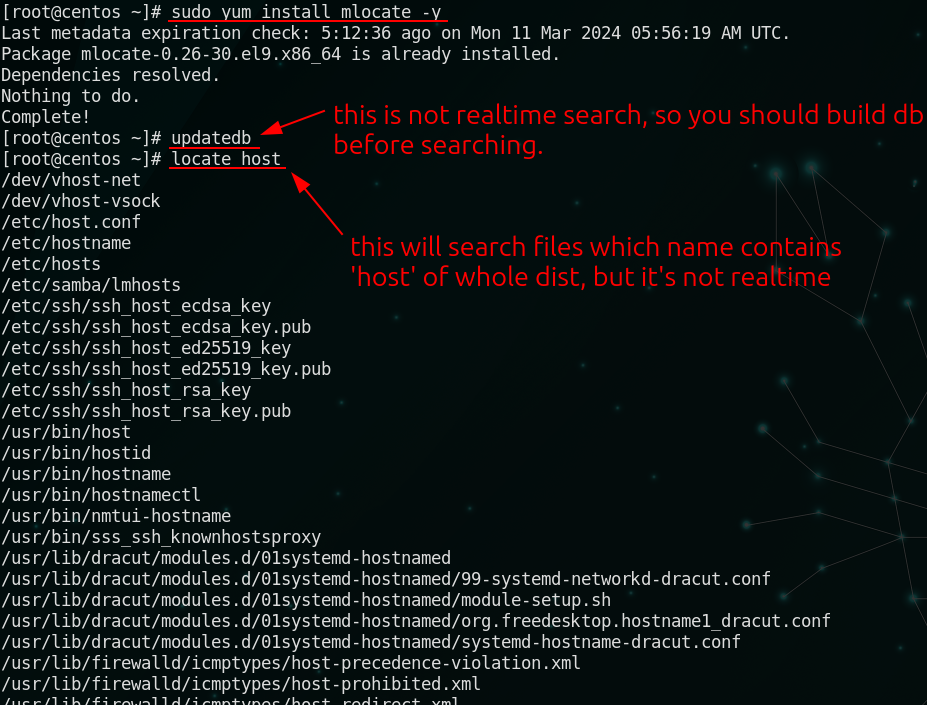 [root@centos ~]# sudo yum install mlocate -y
Last metadata expiration check: 5:12:36 ago on Mon 11 Mar 2024 05:56:19 AM UTC.
Package mlocate-0.26-30.el9.x86_64 is already installed.
Dependencies resolved.
Nothing to do.
Complete!
this is not realtime search, so you should build db
before searching.
[root@centos ~]# updatedb
[root@centos ~]# locate host
/dev/vhost-net
/dev/vhost-vsock
/etc/host.conf
/etc/hostname
this will search files which name contains
'host' of whole dist, but it's not realtime
/etc/hosts
/etc/samba/lmhosts
/etc/ssh/ssh_host_ecdsa_key
/etc/ssh/ssh_host_ecdsa_key.pub
/etc/ssh/ssh_host_ed25519_key
/etc/ssh/ssh_host_ed25519_key.pub
/etc/ssh/ssh_host_rsa_key
/etc/ssh/ssh_host_rsa_key.pub
/usr/bin/host
/usr/bin/hostid
/usr/bin/hostname
/usr/bin/hostnamectl
/usr/bin/nmtui-hostname
/usr/bin/sss_ssh_knownhostsproxy
/usr/lib/dracut/modules.d/01systemd-hostnamed
/usr/lib/dracut/modules.d/01systemd-hostnamed/99-systemd-networkd-dracut.conf
/usr/lib/dracut/modules.d/01systemd-hostnamed/module-setup.sh
/usr/lib/dracut/modules.d/01systemd-hostnamed/org.freedesktop.hostname1_dracut.conf
/usr/lib/dracut/modules.d/01systemd-hostnamed/systemd-hostname-dracut.conf
/usr/lib/firewalld/icmptypes/host-precedence-violation.xml
/usr/lib/firewalld/icmptypes/host-prohibited.xml
/usr/lib/firewalld/icmptypes/host-redirect.xml